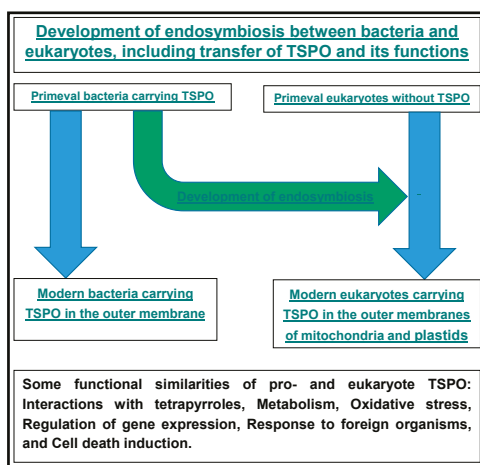 Development of endosymbiosis between bacteria and
eukaryotes, including transfer of TSPO and its functions
Primeval bacteria carrying TSPO
Primeval eukaryotes without TSPO
Development of endosymbiosis
Modern bacteria carrying
TSPO in the outer membrane
Modern eukaryotes carrying
TSPO in the outer membranes
of mitochondria and plastids
Some functional similarities of pro- and eukaryote TSPO:
Interactions with tetrapyrroles, Metabolism, Oxidative stress,
Regulation of gene expression, Response to foreign organisms,
and Cell death induction.